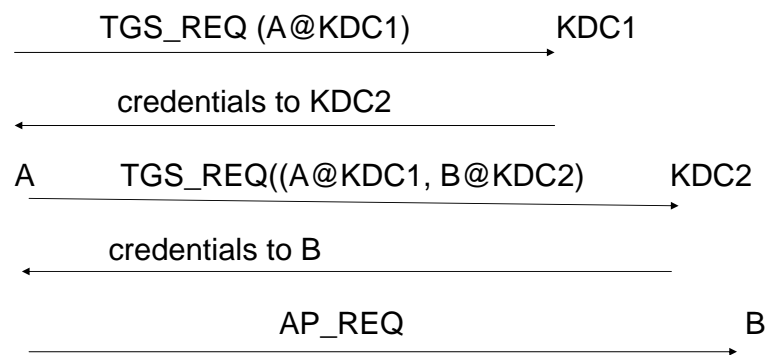 TGS_REQ (A@KDC1) KDC1
credentials to KDC2
A TGS_REQ((A@KDC1, B@KDC2) KDC2
credentials to B
AP_REQ B